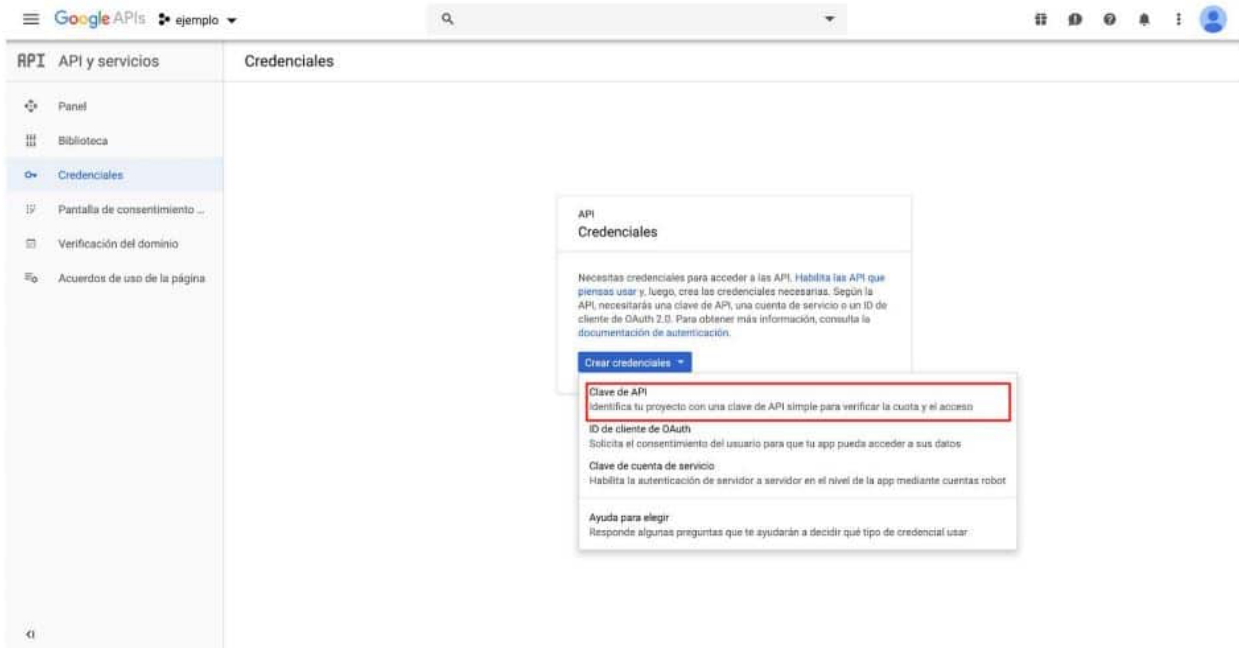 Google APIs ejemplo
API API y servicios
Credenciales
Panel
Biblioteca
Credenciales
Pantalla de consentimiento ...
Verificación del dominio
Acuerdos de uso de la página
API
Credenciales
Necesitas credenciales para acceder a las API. Habilita las API que
piensas usar y, luego, crea las credenciales necesarias. Según la
API, necesitarás una clave de API, una cuenta de servicio o un ID de
cliente de OAuth 2.0. Para obtener más información, consulta la
documentación de autenticación.
Crear credenciales
Clave de API
Identifica tu proyecto con una clave de API simple para verificar la cuota y el acceso
ID de cliente de OAuth
Solicita el consentimiento del usuario para que tu app pueda acceder a sus datos
Clave de cuenta de servicio
Habilita la autenticación de servidor a servidor en el nivel de la app mediante cuentas robot
Ayuda para elegir
Responde algunas preguntas que te ayudarán a decidir qué tipo de credencial usar